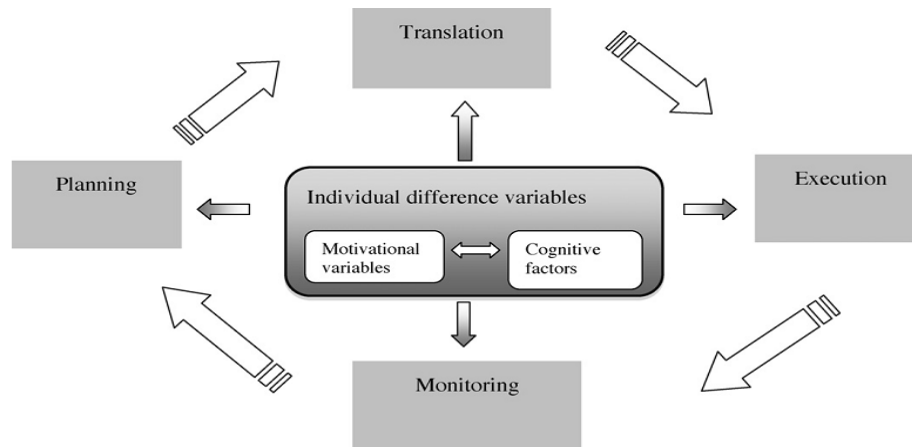 Translation
Planning
Execution
Individual difference variables
Motivational
variables
Cognitive
factors
Monitoring